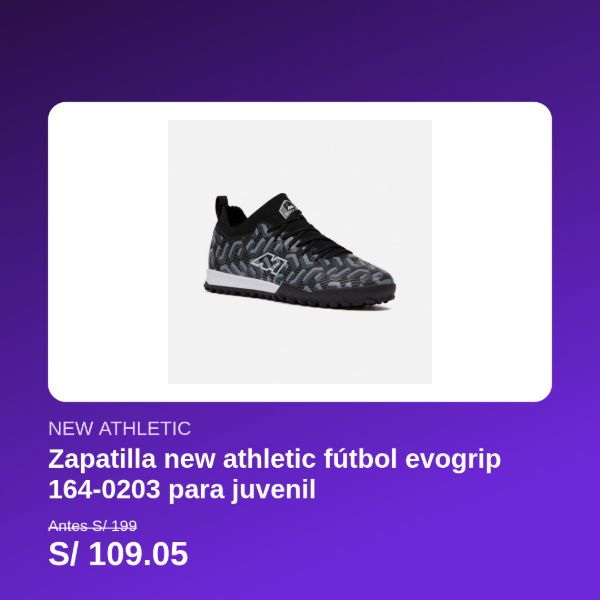 NEW ATHLETIC
Zapatilla new athletic fútbol evogrip
164-0203 para juvenil
Antes S/ 199
S/ 109.05